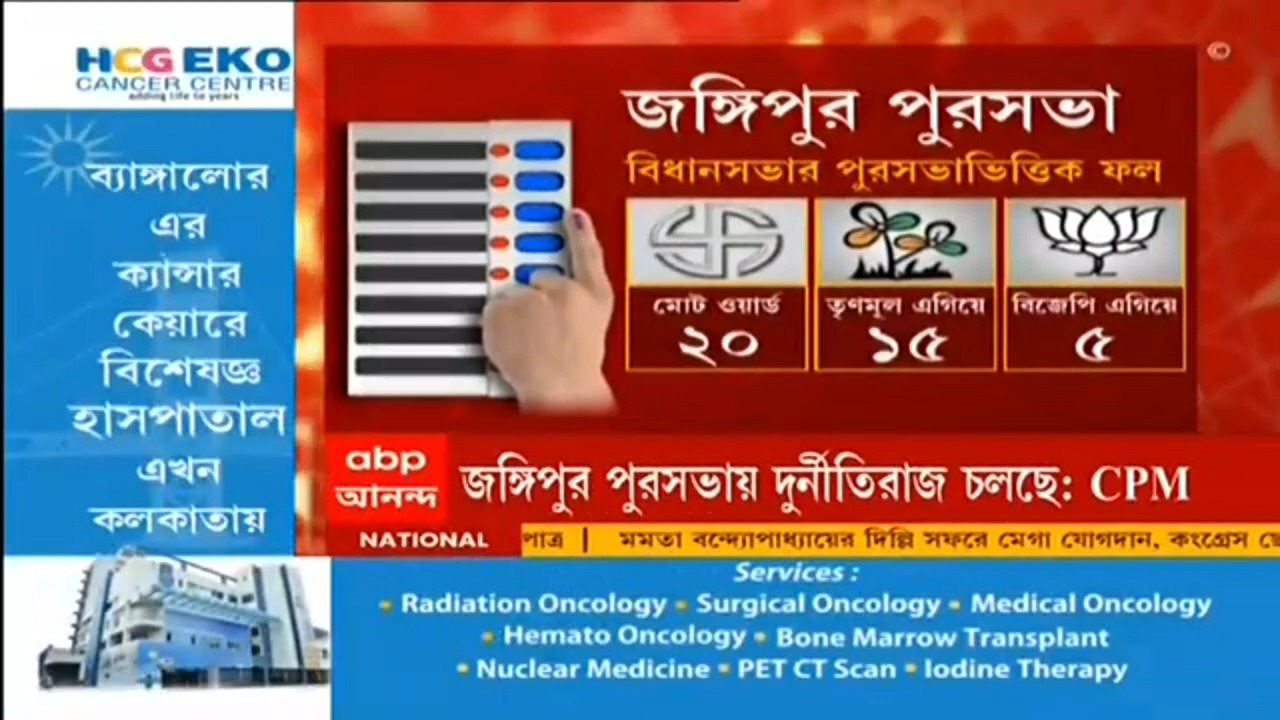 HCG EKO
CANCER CENTRE
adding life to years
ব্যাঙ্গালোর
এর
ক্যান্সার
কেয়ারে
বিশেষজ্ঞ
হাসপাতাল
এখন
কলকাতায়
©
জঙ্গিপুর পুরসভা
বিধানসভার পুরসভাভিত্তিক ফল
মোট ওয়ার্ড
২০
তৃণমূল এগিয়ে
১৫
বিজেপি এগিয়ে
৫
abp
আনন্দ
জঙ্গিপুর পুরসভায় দুর্নীতিরাজ চলছে: CPM
NATIONAL
পাত্র | মমতা বন্দ্যোপাধ্যায়ের দিল্লি সফরে মেগা যোগদান, কংগ্রেস ছে
Services :
• Radiation Oncology • Surgical Oncology • Medical Oncology
• Hemato Oncology • Bone Marrow Transplant
• Nuclear Medicine • PET CT Scan • Iodine Therapy